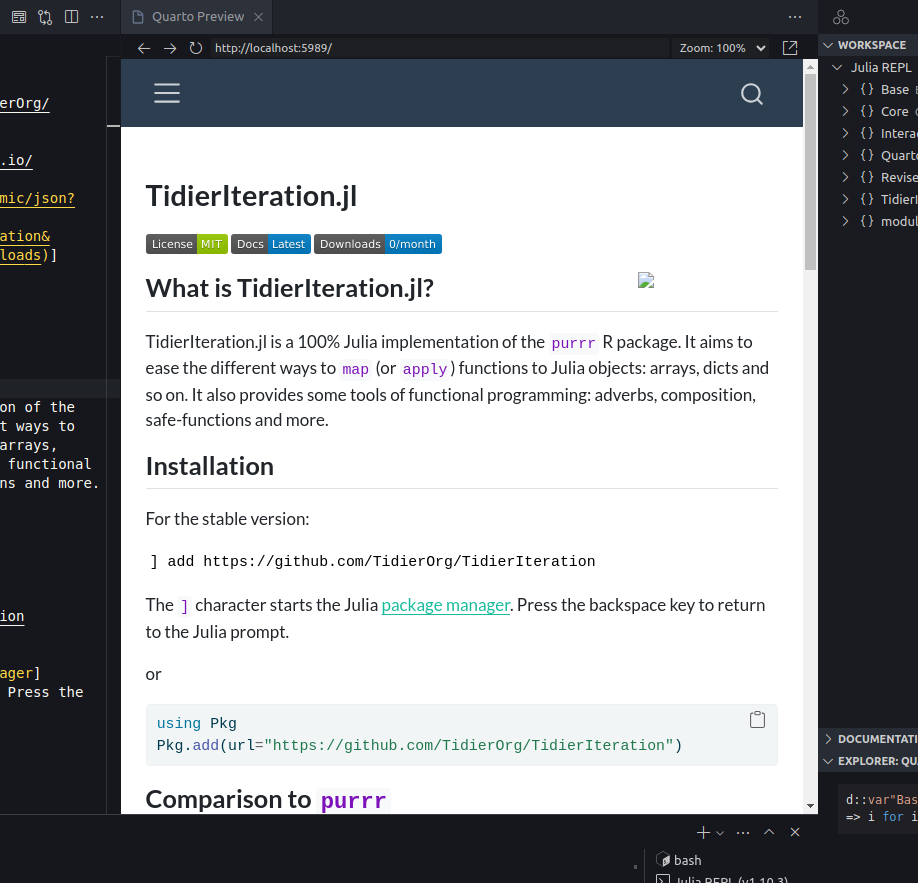 Quarto Preview
http://localhost:5989/
Zoom: 100%
erOrg/
.io/
mic/json?
ation&
loads)]
on of the
t ways to
arrays,
functional
ns and more.
ion
ager]
Press the
TidierIteration.jl
License MIT Docs Latest Downloads 0/month
What is TidierIteration.jl?
TidierIteration.jl is a 100% Julia implementation of the purrr R package. It aims to
ease the different ways to map (or apply) functions to Julia objects: arrays, dicts and
so on. It also provides some tools of functional programming: adverbs, composition,
safe-functions and more.
Installation
For the stable version:
] add https://github.com/TidierOrg/TidierIteration
The ] character starts the Julia package manager. Press the backspace key to return
to the Julia prompt.
or
using Pkg
Pkg.add(url="https://github.com/TidierOrg/TidierIteration")
Comparison to purrr
WORKSPACE
Julia REPL
{} Base
{} Core
{} Interac
{} Quarto
{} Revise
{} TidierI
{} modul
DOCUMENTATI
EXPLORER: QU
d::var"Bas
=> i for i
bash
Julia REPL (v1.10.3)